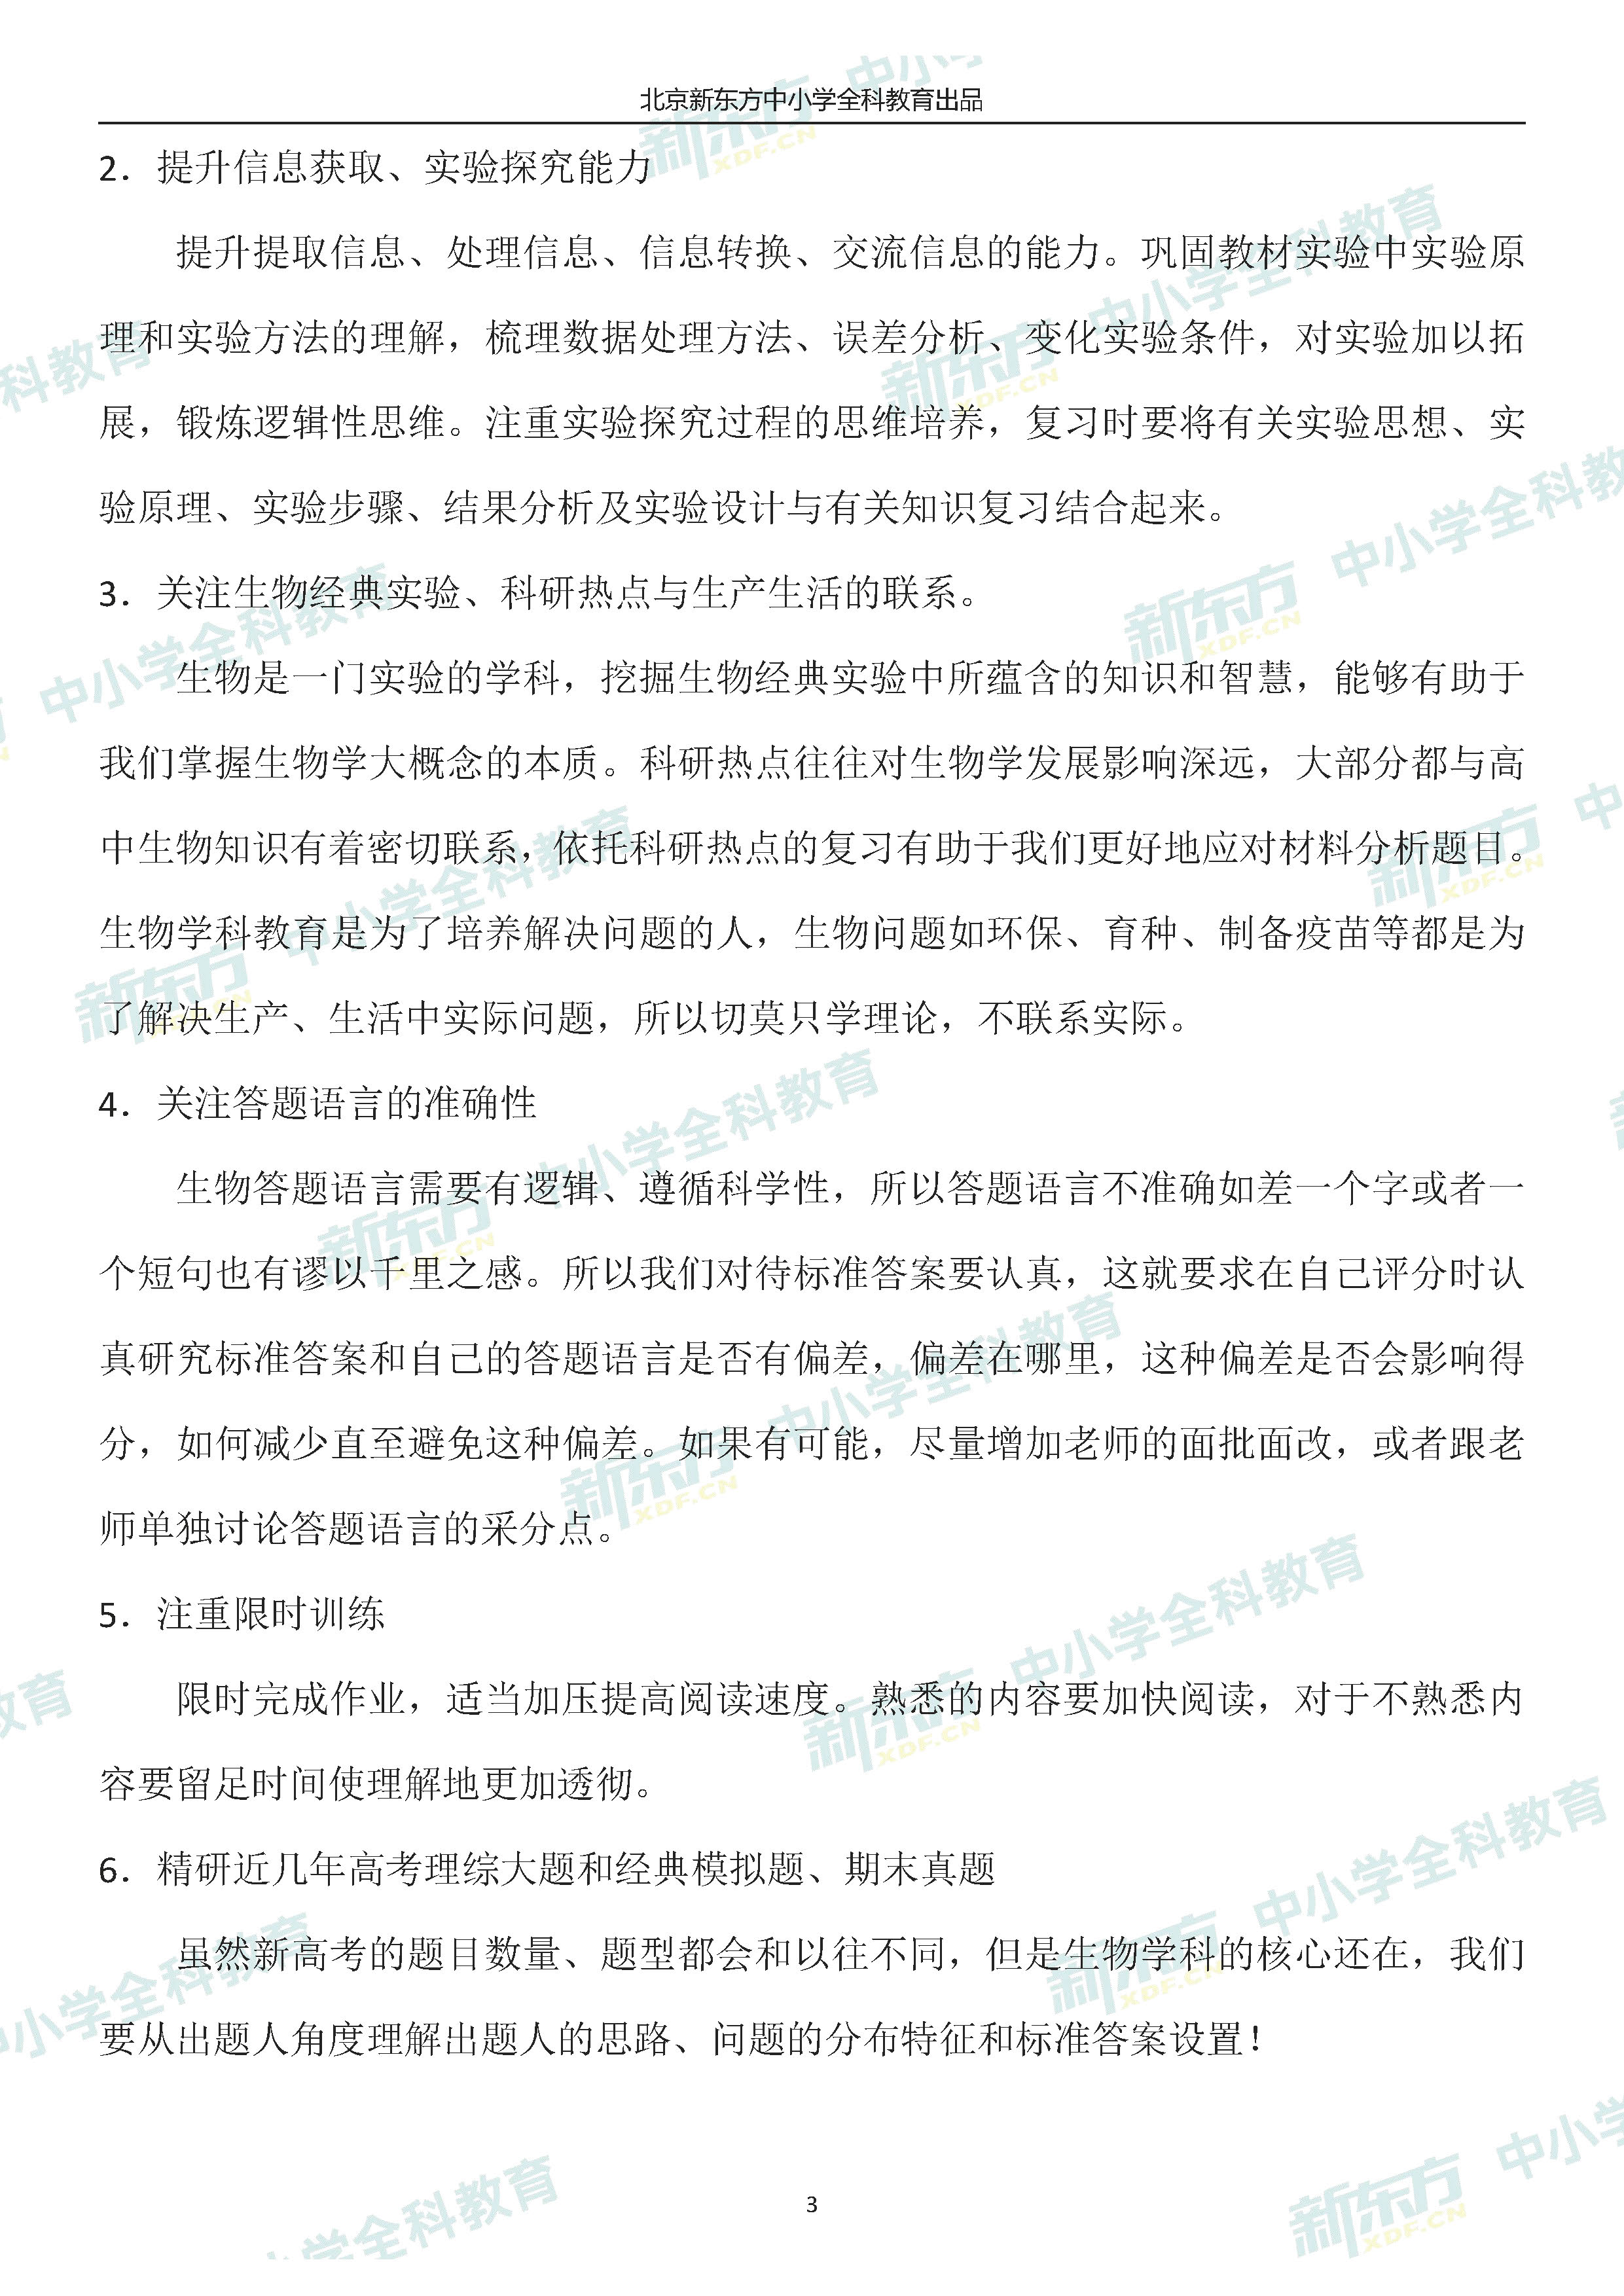 北京新东方中小学全科教育出品
2．提升信息获取、实验探究能力
提升提取信息、处理信息、信息转换、交流信息的能力。巩固教材实验中实验原
理和实验方法的理解，梳理数据处理方法、误差分析、变化实验条件，对实验加以拓
展，锻炼逻辑性思维。注重实验探究过程的思维培养，复习时要将有关实验思想、实
验原理、实验步骤、结果分析及实验设计与有关知识复习结合起来。
3．关注生物经典实验、科研热点与生产生活的联系。
生物是一门实验的学科，挖掘生物经典实验中所蕴含的知识和智慧，能够有助于
我们掌握生物学大概念的本质。科研热点往往对生物学发展影响深远，大部分都与高
中生物知识有着密切联系，依托科研热点的复习有助于我们更好地应对材料分析题目。
生物学科教育是为了培养解决问题的人，生物问题如环保、育种、制备疫苗等都是为
了解决生产、生活中实际问题，所以切莫只学理论，不联系实际。
4．关注答题语言的准确性
生物答题语言需要有逻辑、遵循科学性，所以答题语言不准确如差一个字或者一
个短句也有谬以千里之感。所以我们对待标准答案要认真，这就要求在自己评分时认
真研究标准答案和自己的答题语言是否有偏差，偏差在哪里，这种偏差是否会影响得
分，如何减少直至避免这种偏差。如果有可能，尽量增加老师的面批面改，或者跟老
师单独讨论答题语言的采分点。
5．注重限时训练
限时完成作业，适当加压提高阅读速度。熟悉的内容要加快阅读，对于不熟悉内
容要留足时间使理解地更加透彻。
6．精研近几年高考理综大题和经典模拟题、期末真题
虽然新高考的题目数量、题型都会和以往不同，但是生物学科的核心还在，我们
要从出题人角度理解出题人的思路、问题的分布特征和标准答案设置！
3